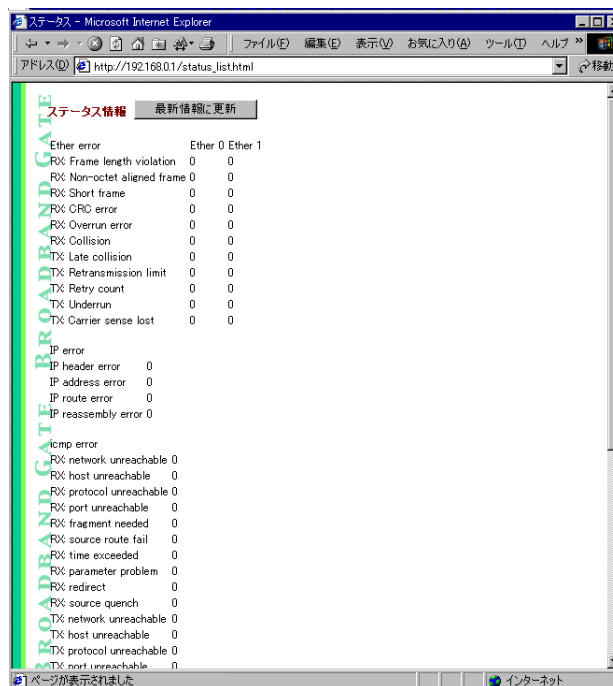 ステータス - Microsoft Internet Explorer
ファイル(F) 編集(E) 表示(V) お気に入り(A) ツール(T) ヘルプ »
アドレス(D) http://192.168.0.1/status_list.html 移動
ステータス情報 最新情報に更新
Ether error Ether 0 Ether 1
RX: Frame length violation 0 0
RX: Non-octet aligned frame 0 0
RX: Short frame 0 0
RX: CRC error 0 0
RX: Overrun error 0 0
RX: Collision 0 0
TX: Late collision 0 0
TX: Retransmission limit 0 0
TX: Retry count 0 0
TX: Underrun 0 0
TX: Carrier sense lost 0 0
IP error
IP header error 0
IP address error 0
IP route error 0
IP reassembly error 0
icmp error
RX: network unreachable 0
RX: host unreachable 0
RX: protocol unreachable 0
RX: port unreachable 0
RX: fragment needed 0
RX: source route fail 0
RX: time exceeded 0
RX: parameter problem 0
RX: redirect 0
RX: source quench 0
TX: network unreachable 0
TX: host unreachable 0
TX: protocol unreachable 0
TX: port unreachable 0
BROADBAND GATE
BROADBAND GATE
ページが表示されました インターネット